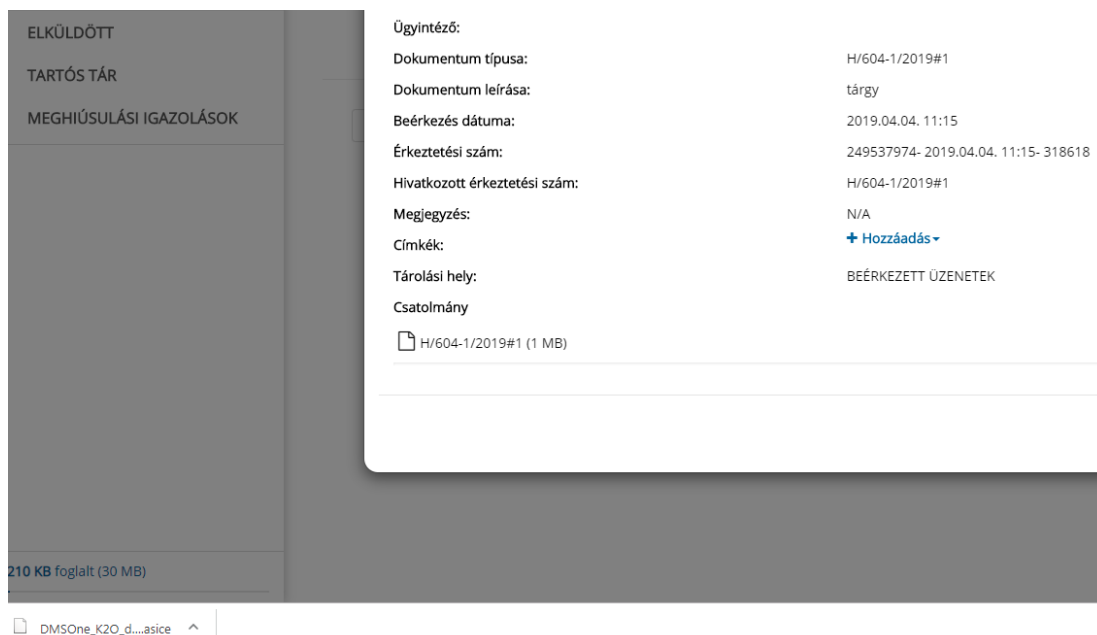 ELKÜLDÖTT
TARTÓS TÁR
MEGHIÚSULÁSI IGAZOLÁSOK
Ügyintéző:
Dokumentum típusa: H/604-1/2019#1
Dokumentum leírása: tárgy
Beérkezés dátuma: 2019.04.04. 11:15
Érkeztetési szám: 249537974- 2019.04.04. 11:15- 318618
Hivatkozott érkeztetési szám: H/604-1/2019#1
Megjegyzés: N/A
Címkék: + Hozzáadás
Tárolási hely: BEÉRKEZETT ÜZENETEK
Csatolmány
H/604-1/2019#1 (1 MB)
210 KB foglalt (30 MB)
DMSOne_K2O_d....asice